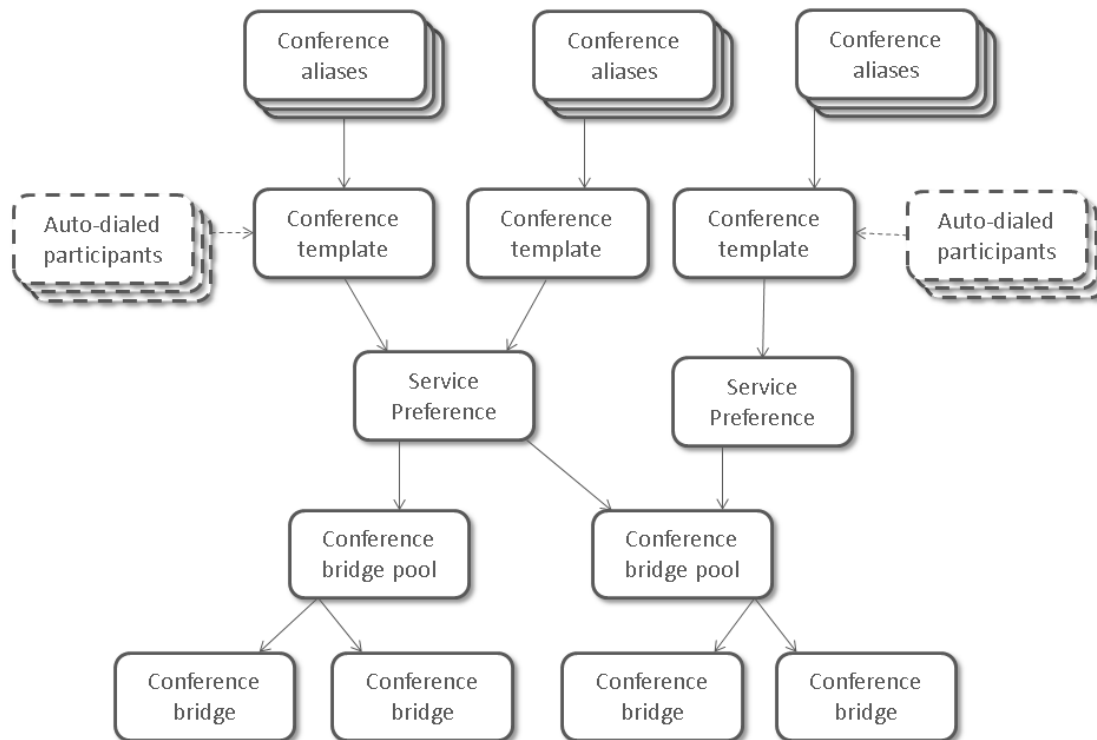 Conference
aliases
Conference
aliases
Conference
aliases
Auto-dialed
participants
Conference
template
Conference
template
Conference
template
Auto-dialed
participants
Service
Preference
Service
Preference
Conference
bridge pool
Conference
bridge pool
Conference
bridge
Conference
bridge
Conference
bridge
Conference
bridge